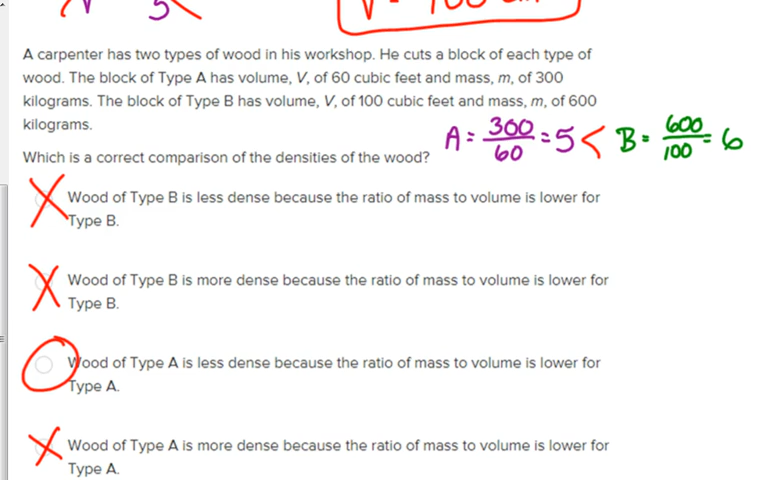 5
A carpenter has two types of wood in his workshop. He cuts a block of each type of
wood. The block of Type A has volume, V, of 60 cubic feet and mass, m, of 300
kilograms. The block of Type B has volume, V, of 100 cubic feet and mass, m, of 600
kilograms.
A = 300/60 = 5 < B = 600/100 = 6
Which is a correct comparison of the densities of the wood?
Wood of Type B is less dense because the ratio of mass to volume is lower for
Type B.
Wood of Type B is more dense because the ratio of mass to volume is lower for
Type B.
Wood of Type A is less dense because the ratio of mass to volume is lower for
Type A.
Wood of Type A is more dense because the ratio of mass to volume is lower for
Type A.